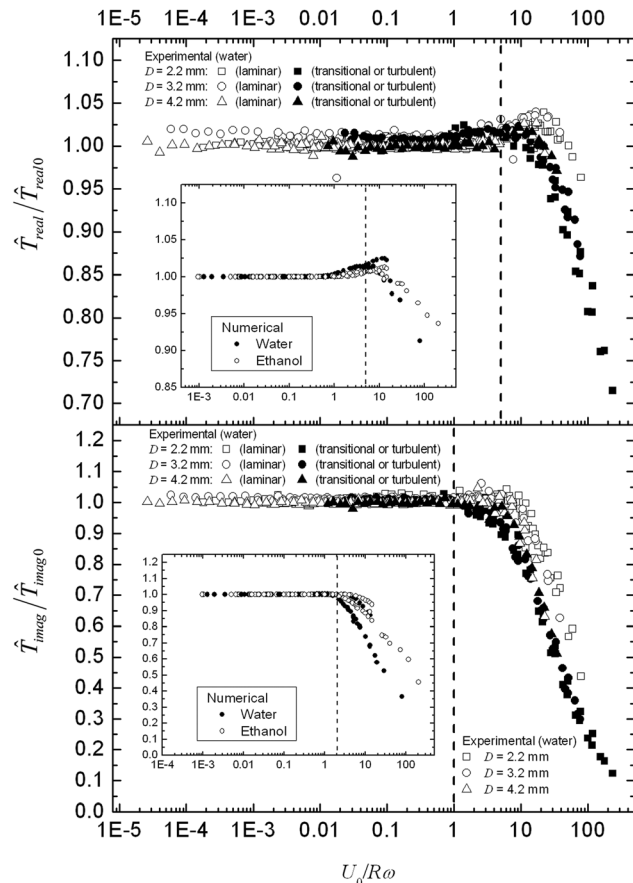 1E-5 1E-4 1E-3 0.01 0.1 1 10 100
Experimental (water)
D = 2.2 mm: □ (laminar) ■ (transitional or turbulent)
D = 3.2 mm: ○ (laminar) ● (transitional or turbulent)
D = 4.2 mm: △ (laminar) ▲ (transitional or turbulent)
1.10
1.05
1.00
0.95
0.90
0.85
0.80
0.75
0.70
T̂real/T̂real0
1.10
1.05
1.00
0.95
0.90
0.85
Numerical
● Water
○ Ethanol
1E-3 0.01 0.1 1 10 100
Experimental (water)
D = 2.2 mm: □ (laminar) ■ (transitional or turbulent)
D = 3.2 mm: ○ (laminar) ● (transitional or turbulent)
D = 4.2 mm: △ (laminar) ▲ (transitional or turbulent)
1.2
1.1
1.0
0.9
0.8
0.7
0.6
0.5
0.4
0.3
0.2
0.1
0.0
T̂imag/T̂imag0
1.2
1.1
1.0
0.9
0.8
0.7
0.6
0.5
0.4
0.3
0.2
0.1
0.0
Numerical
● Water
○ Ethanol
1E-4 1E-3 0.01 0.1 1 10 100
Experimental (water)
□ D = 2.2 mm
○ D = 3.2 mm
△ D = 4.2 mm
1E-5 1E-4 1E-3 0.01 0.1 1 10 100
U0/Rω